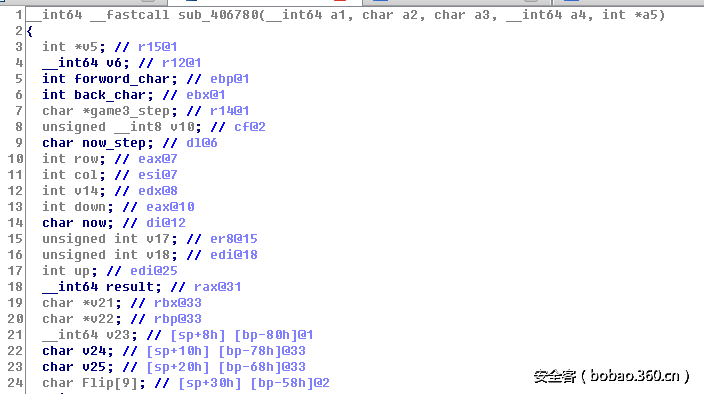 1 __int64 __fastcall sub_406780(__int64 a1, char a2, char a3, __int64 a4, int *a5)
2 {
3 int *v5; // r15@1
4 __int64 v6; // r12@1
5 int forword_char; // ebp@1
6 int back_char; // ebx@1
7 char *game3_step; // r14@1
8 unsigned __int8 v10; // cf@2
9 char now_step; // dl@6
10 int row; // eax@7
11 int col; // esi@7
12 int v14; // edx@8
13 int down; // eax@10
14 char now; // di@12
15 unsigned int v17; // er8@15
16 unsigned int v18; // edi@18
17 int up; // edi@25
18 __int64 result; // rax@31
19 char *v21; // rbx@33
20 char *v22; // rbp@33
21 __int64 v23; // [sp+8h] [bp-80h]@1
22 char v24; // [sp+10h] [bp-78h]@33
23 char v25; // [sp+20h] [bp-68h]@33
24 char Flip[9]; // [sp+30h] [bp-58h]@2
安全客 ( bobao.360.cn )